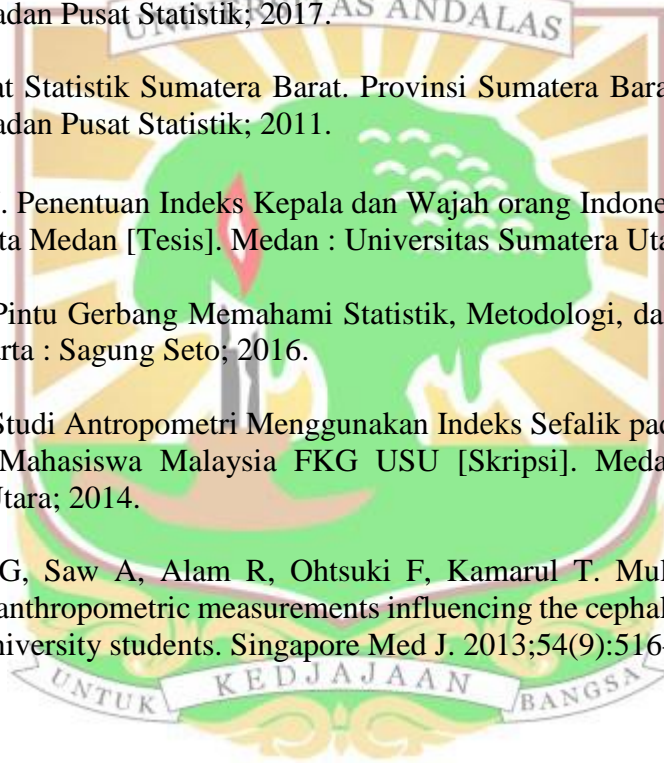 adan Pusat Statistik; 2017.
UNIVERSITAS ANDALAS
at Statistik Sumatera Barat. Provinsi Sumatera Bara
adan Pusat Statistik; 2011.
. Penentuan Indeks Kepala dan Wajah orang Indone
ta Medan [Tesis]. Medan : Universitas Sumatera Uta
Pintu Gerbang Memahami Statistik, Metodologi, da
arta : Sagung Seto; 2016.
Studi Antropometri Menggunakan Indeks Sefalik pad
Mahasiswa Malaysia FKG USU [Skripsi]. Meda
Utara; 2014.
G, Saw A, Alam R, Ohtsuki F, Kamarul T. Mul
anthropometric measurements influencing the cephal
niversity students. Singapore Med J. 2013;54(9):516-
UNTUK KEDJAJAAN BANGSA